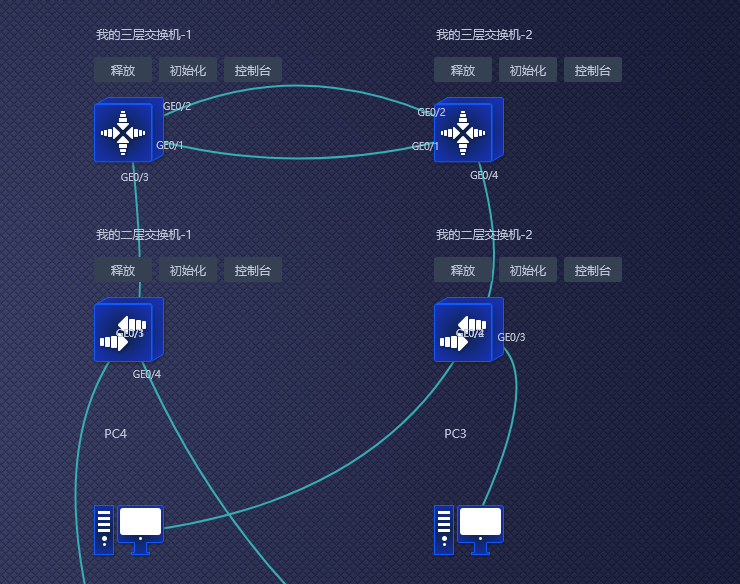 我的三层交换机-1
我的三层交换机-2
释放 初始化 控制台
释放 初始化 控制台
GE0/2
GE0/2
GE0/1
GE0/1
GE0/3
GE0/4
我的二层交换机-1
我的二层交换机-2
释放 初始化 控制台
释放 初始化 控制台
GE0/3
GE0/4
PC4
PC3